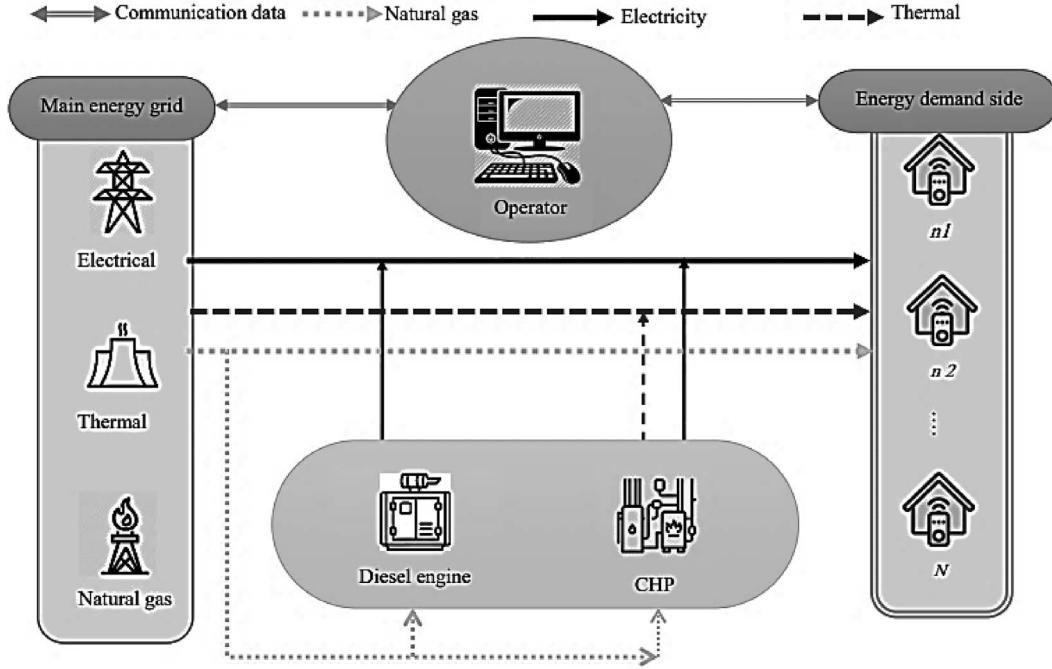 Communication data
Natural gas
Electricity
Thermal
Main energy grid
Energy demand side
Operator
Electrical
n1
n2
Thermal
Diesel engine
CHP
Natural gas
N